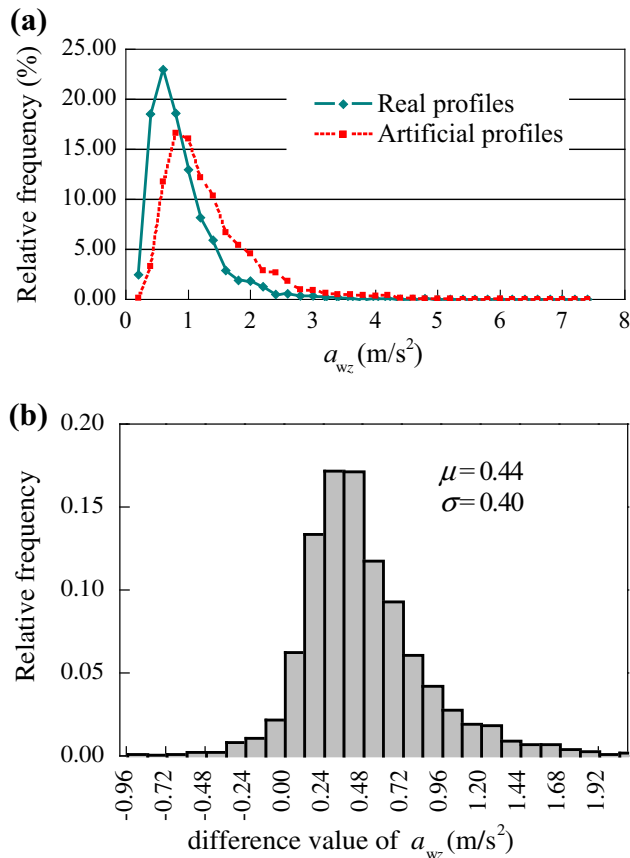 (a)
Relative frequency (%)
25.00
20.00
15.00
10.00
5.00
0.00
Real profiles
Artificial profiles
0 1 2 3 4 5 6 7 8
a_wz (m/s²)
(b)
Relative frequency
0.20
0.15
0.10
0.05
0.00
μ=0.44
σ=0.40
-0.96 -0.72 -0.48 -0.24 0.00 0.24 0.48 0.72 0.96 1.20 1.44 1.68 1.92
difference value of a_wz (m/s²)